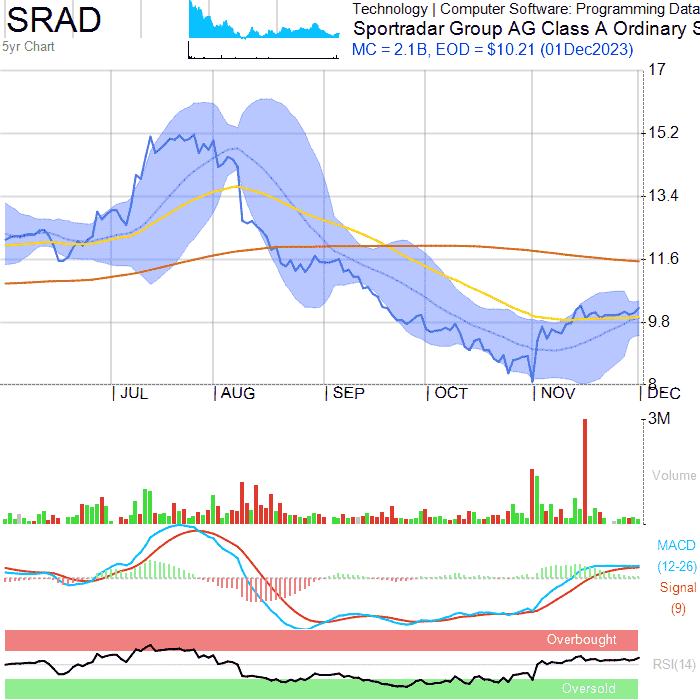 SRAD
5yr Chart
Technology | Computer Software: Programming Data
Sportradar Group AG Class A Ordinary S
MC = 2.1B, EOD = $10.21 (01Dec2023)
17
15.2
13.4
11.6
9.8
8
JUL AUG SEP OCT NOV DEC
3M
Volume
MACD
(12-26)
Signal
(9)
Overbought
RSI(14)
Oversold